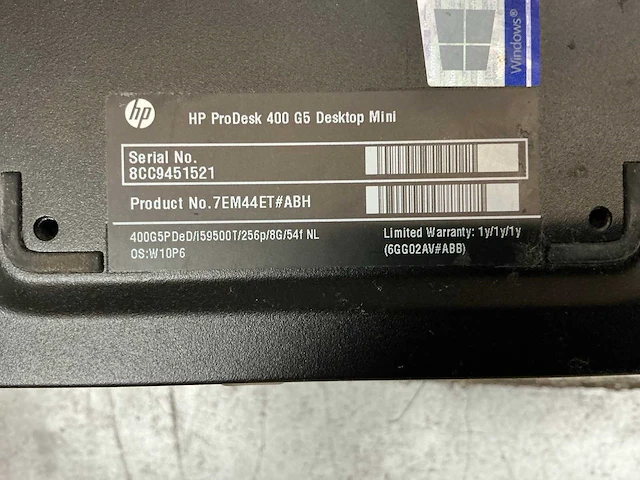 Windows®
hp
HP ProDesk 400 G5 Desktop Mini
Serial No.
8CC9451521
Product No.7EM44ET#ABH
400G5PDeD/i59500T/256p/8G/54f NL
Limited Warranty: 1y/1y/1y
OS:W10P6
(6GG02AV#ABB)